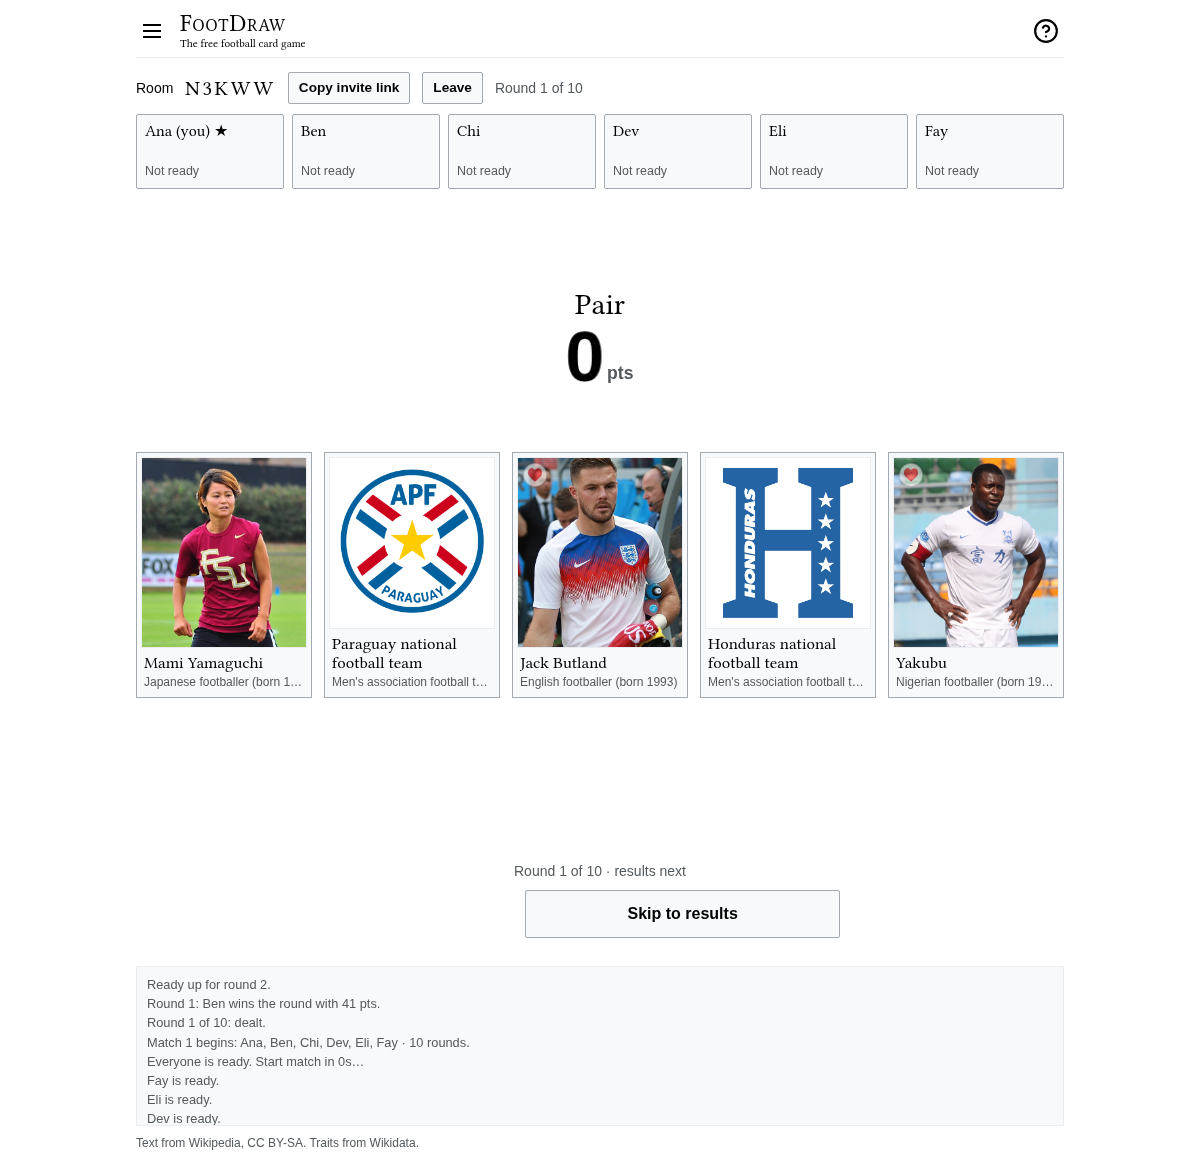 FootDraw
The free football card game
Room N3KWW Copy invite link Leave Round 1 of 10
Ana (you) ★ Ben Chi Dev Eli Fay
Not ready Not ready Not ready Not ready Not ready Not ready
Pair
0 pts
FOX
FSU
APF
PARAGUAY
HONDURAS
富力
Mami Yamaguchi
Japanese footballer (born 1…
Paraguay national
football team
Men's association football t…
Jack Butland
English footballer (born 1993)
Honduras national
football team
Men's association football t…
Yakubu
Nigerian footballer (born 19…
Round 1 of 10 · results next
Skip to results
Ready up for round 2.
Round 1: Ben wins the round with 41 pts.
Round 1 of 10: dealt.
Match 1 begins: Ana, Ben, Chi, Dev, Eli, Fay · 10 rounds.
Everyone is ready. Start match in 0s…
Fay is ready.
Eli is ready.
Dev is ready.
Text from Wikipedia, CC BY-SA. Traits from Wikidata.